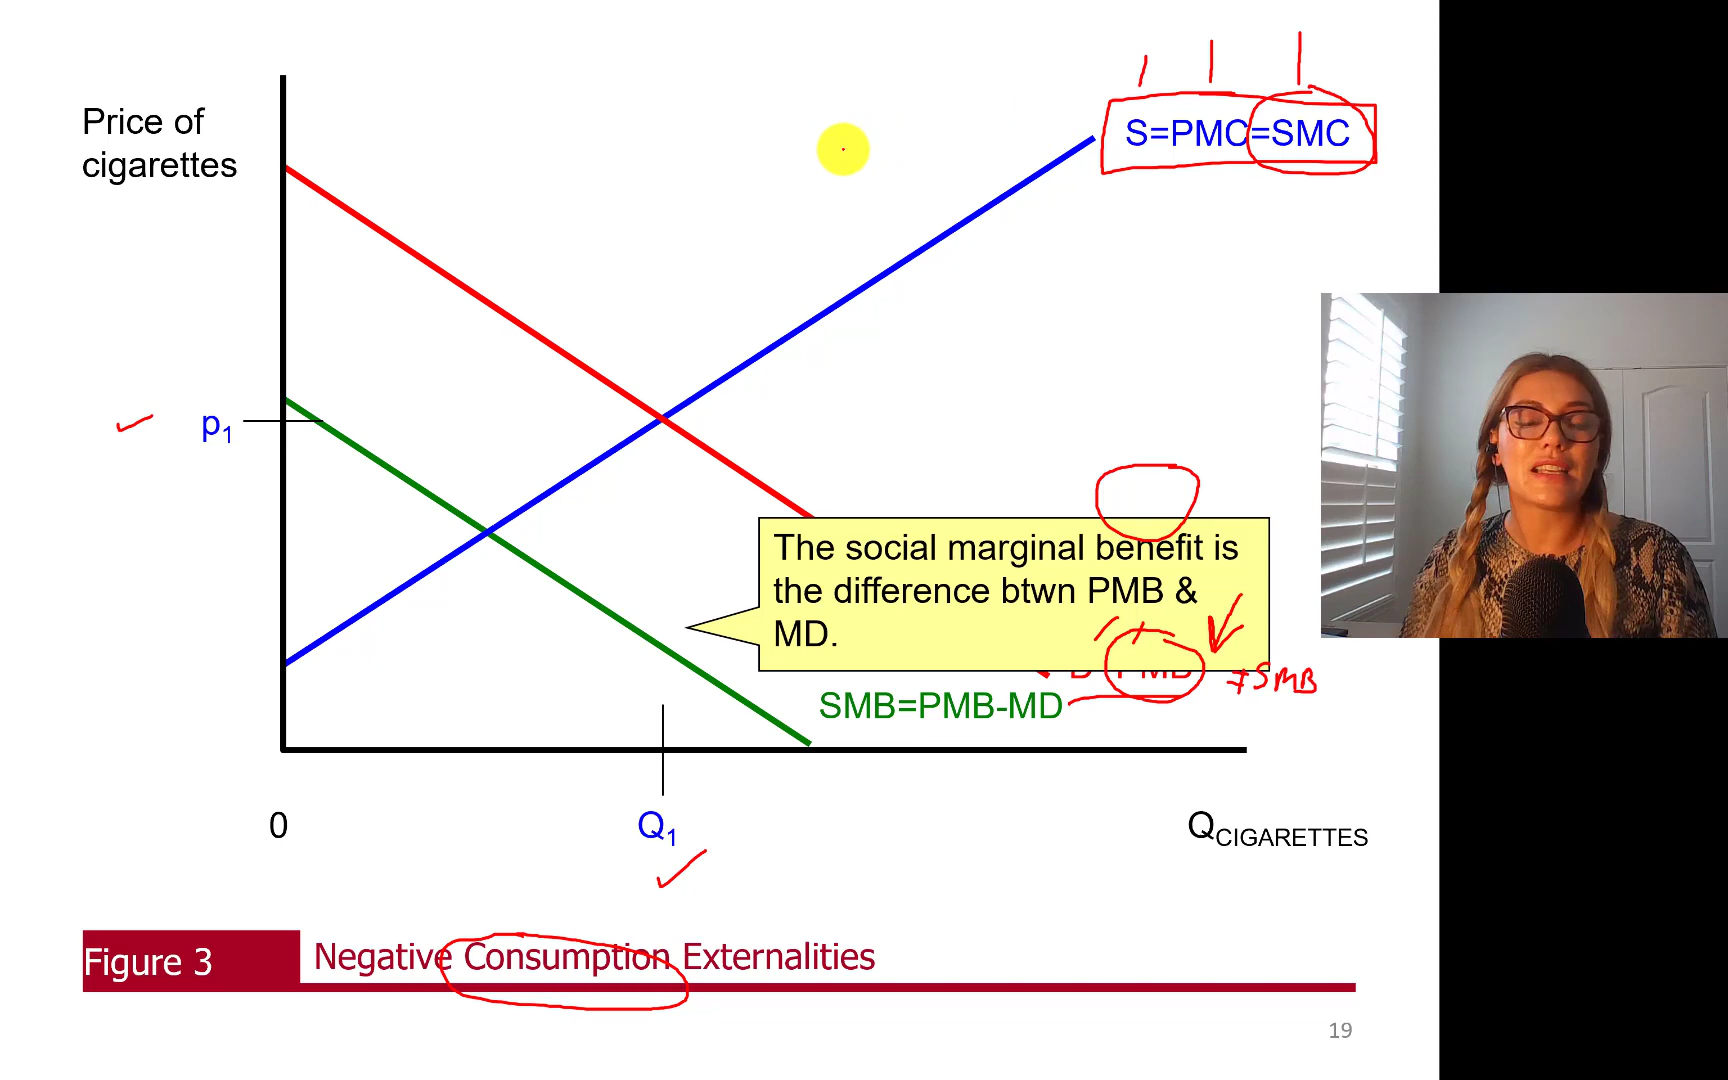 Price of
cigarettes
S=PMC=SMC
p1
The social marginal benefit is
the difference btwn PMB &
MD.
≠SMB
SMB=PMB-MD
0
Q1
QCIGARETTES
Figure 3
Negative Consumption Externalities
19